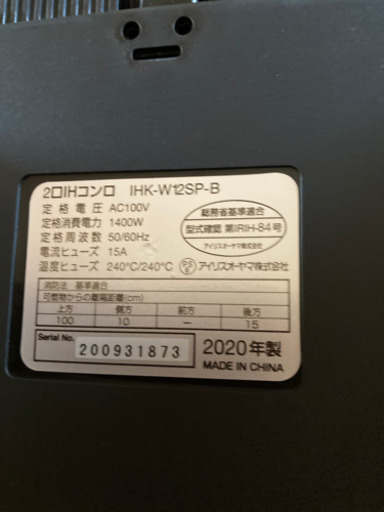 2口IHコンロ IHK-W12SP-B
定格電圧 AC100V
定格消費電力 1400W
定格周波数 50/60Hz
電流ヒューズ 15A
温度ヒューズ 240℃/240℃
総務省基準適合
型式確認 第IRIH-84号
アイリスオーヤマ株式会社
PSE アイリスオーヤマ株式会社
消防法 基準適合
可燃物からの離隔距離(cm)
上方 側方 前方 後方
100 10 − 15
Serial No. 200931873
2020年製
MADE IN CHINA